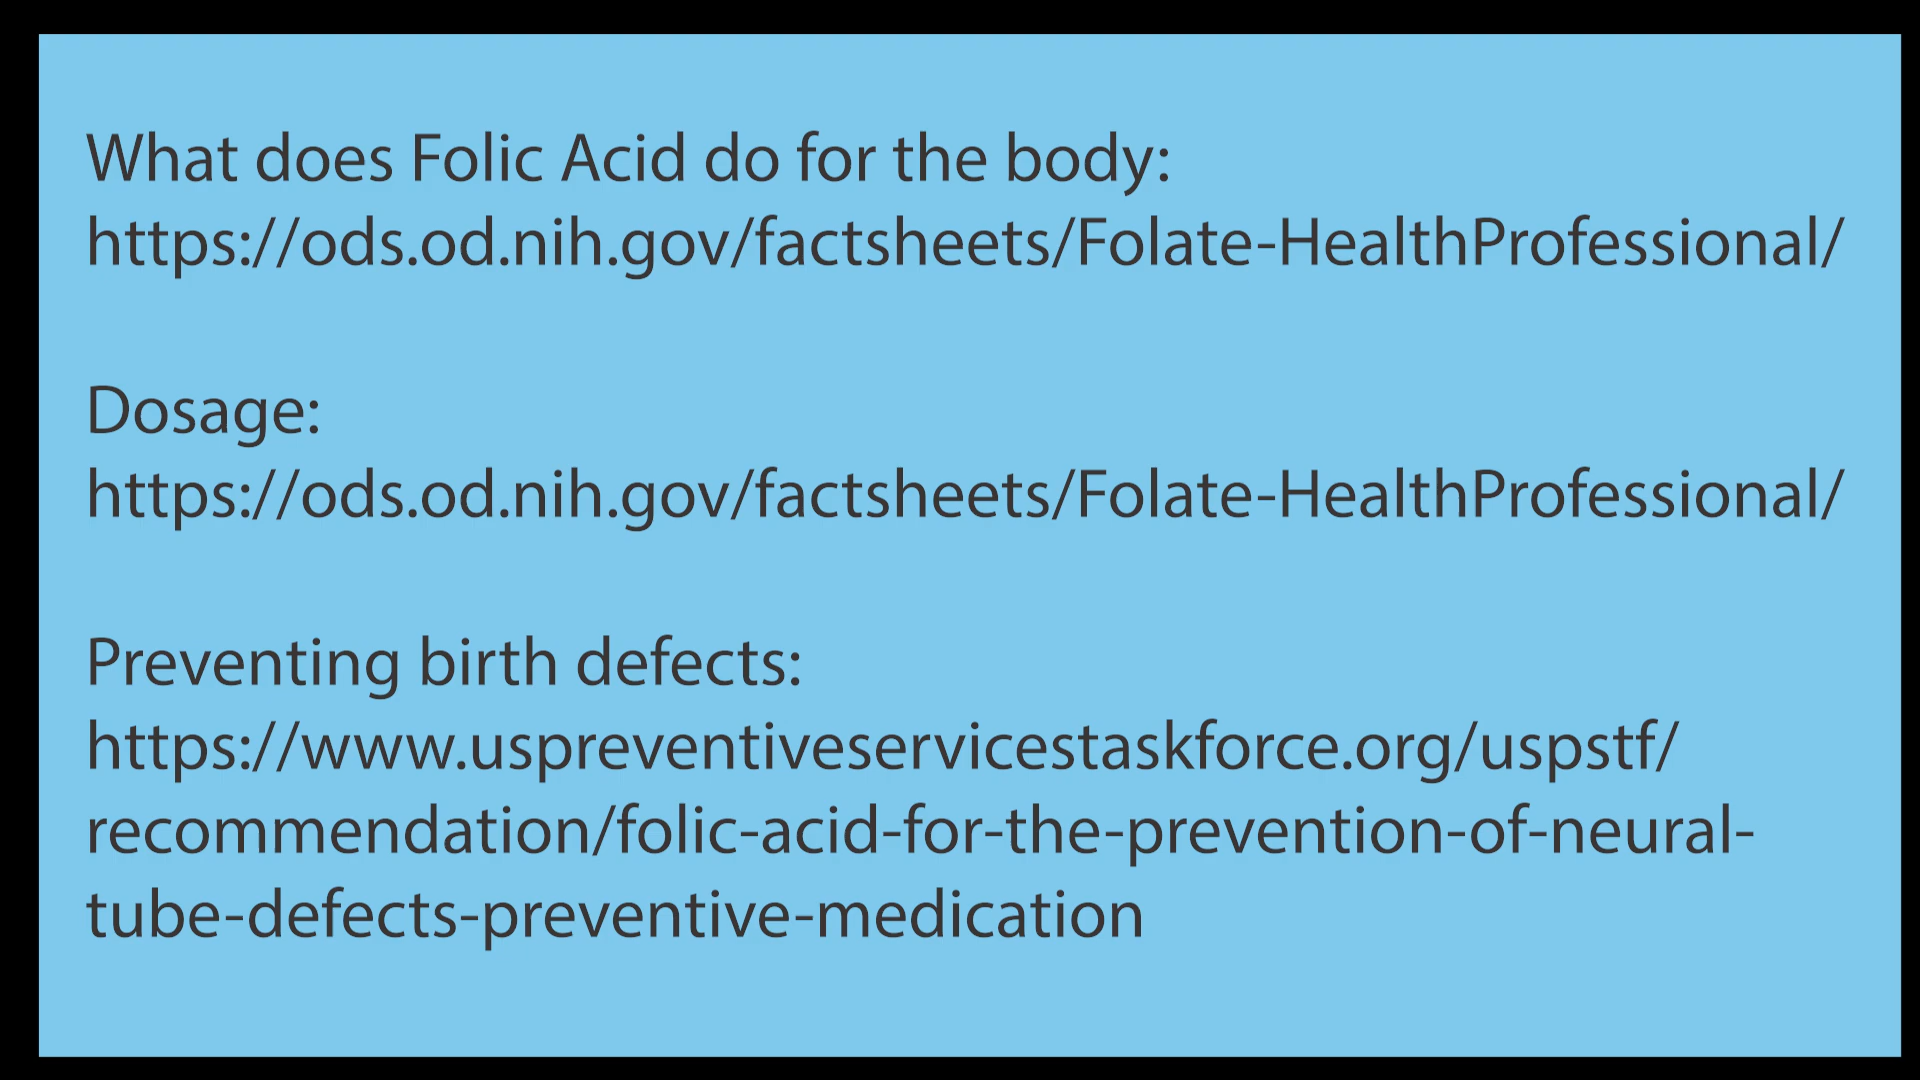 What does Folic Acid do for the body:
https://ods.od.nih.gov/factsheets/Folate-HealthProfessional/
Dosage:
https://ods.od.nih.gov/factsheets/Folate-HealthProfessional/
Preventing birth defects:
https://www.uspreventiveservicestaskforce.org/uspstf/
recommendation/folic-acid-for-the-prevention-of-neural-
tube-defects-preventive-medication